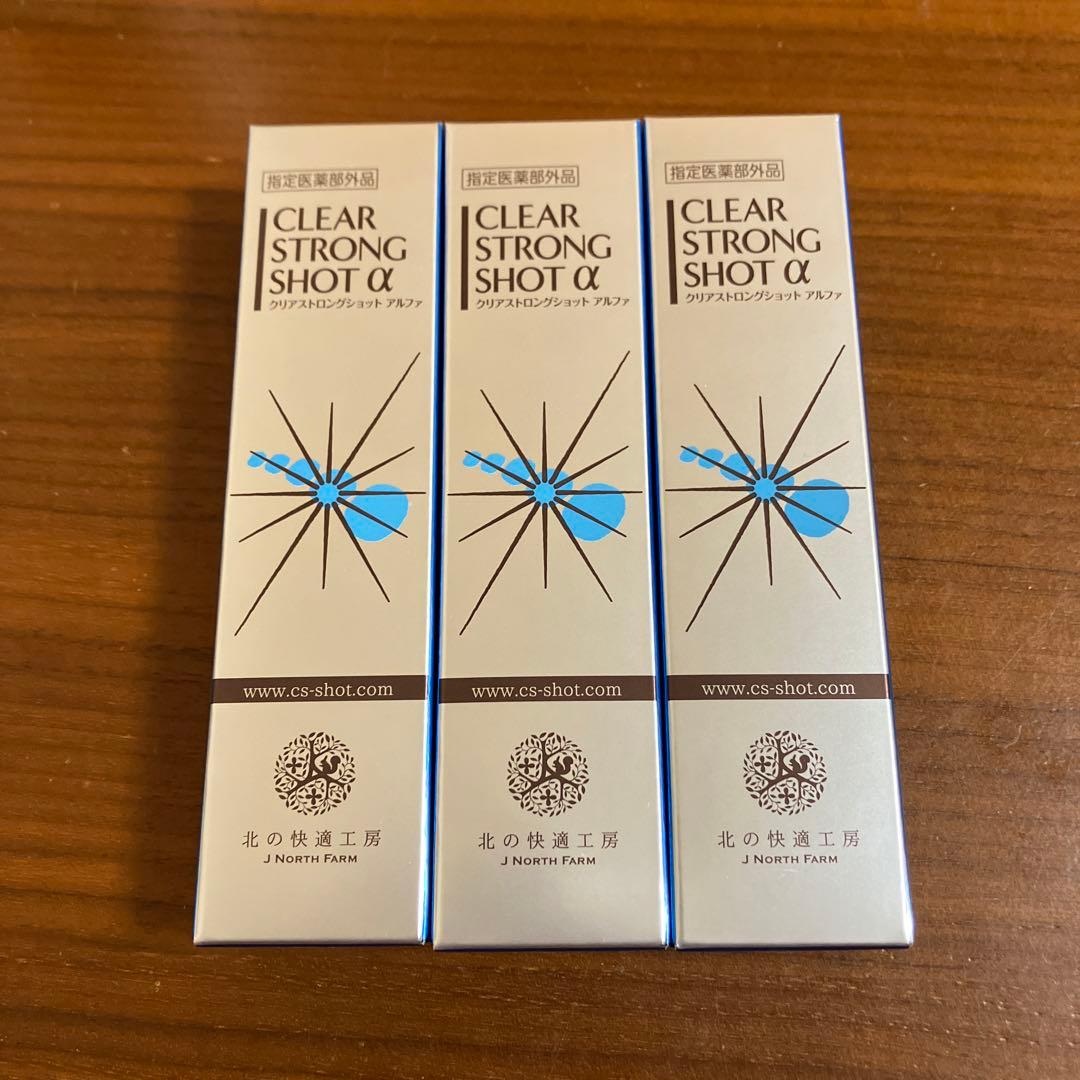 指定医薬部外品
CLEAR
STRONG
SHOT α
クリアストロングショット アルファ
www.cs-shot.com
北の快適工房
J NORTH FARM
指定医薬部外品
CLEAR
STRONG
SHOT α
クリアストロングショット アルファ
www.cs-shot.com
北の快適工房
J NORTH FARM
指定医薬部外品
CLEAR
STRONG
SHOT α
クリアストロングショット アルファ
www.cs-shot.com
北の快適工房
J NORTH FARM